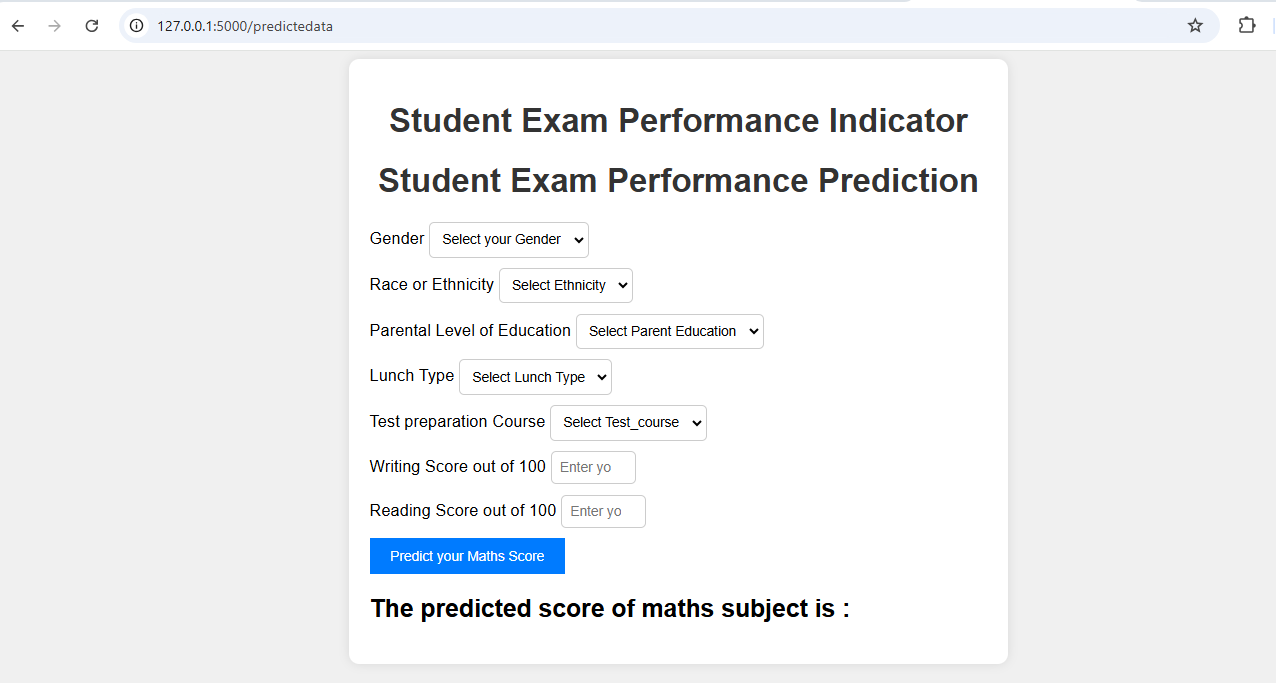 127.0.0.1:5000/predictedata
Student Exam Performance Indicator
Student Exam Performance Prediction
Gender Select your Gender
Race or Ethnicity Select Ethnicity
Parental Level of Education Select Parent Education
Lunch Type Select Lunch Type
Test preparation Course Select Test_course
Writing Score out of 100 Enter yo
Reading Score out of 100 Enter yo
Predict your Maths Score
The predicted score of maths subject is :